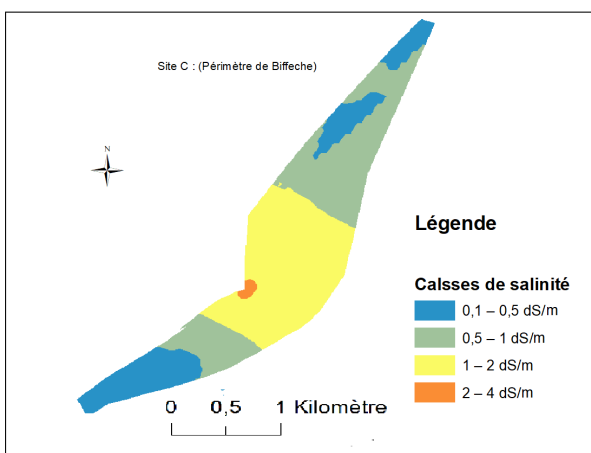 Site C : (Périmètre de Biffeche)
N
Légende
Calsses de salinité
0,1 – 0,5 dS/m
0,5 – 1 dS/m
1 – 2 dS/m
2 – 4 dS/m
0 0,5 1 Kilomètre